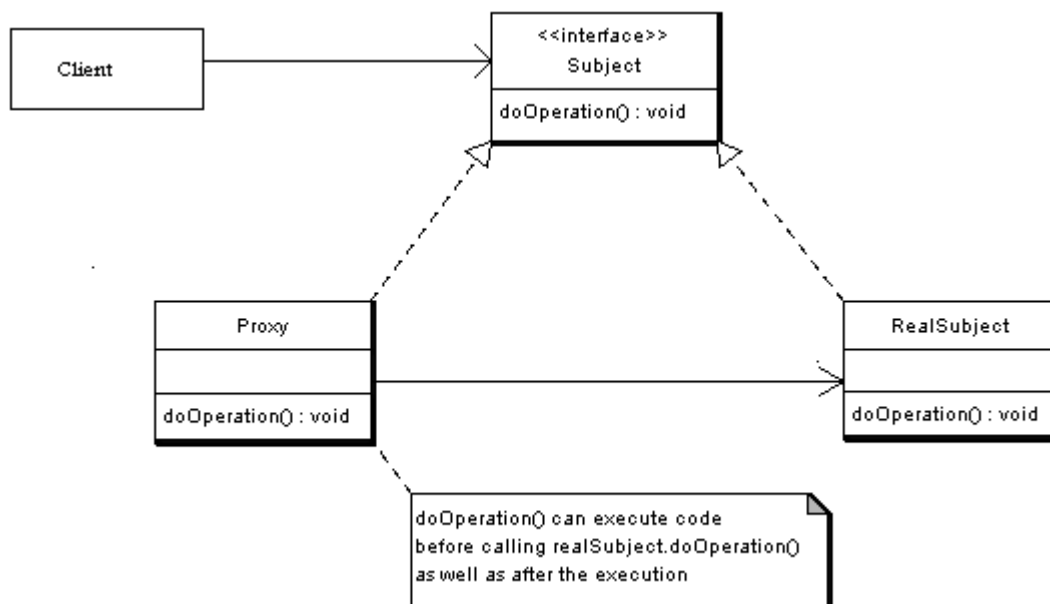 Client
<<interface>>
Subject
doOperation() : void
Proxy
doOperation() : void
RealSubject
doOperation() : void
doOperation() can execute code
before calling realSubject.doOperation()
as well as after the execution